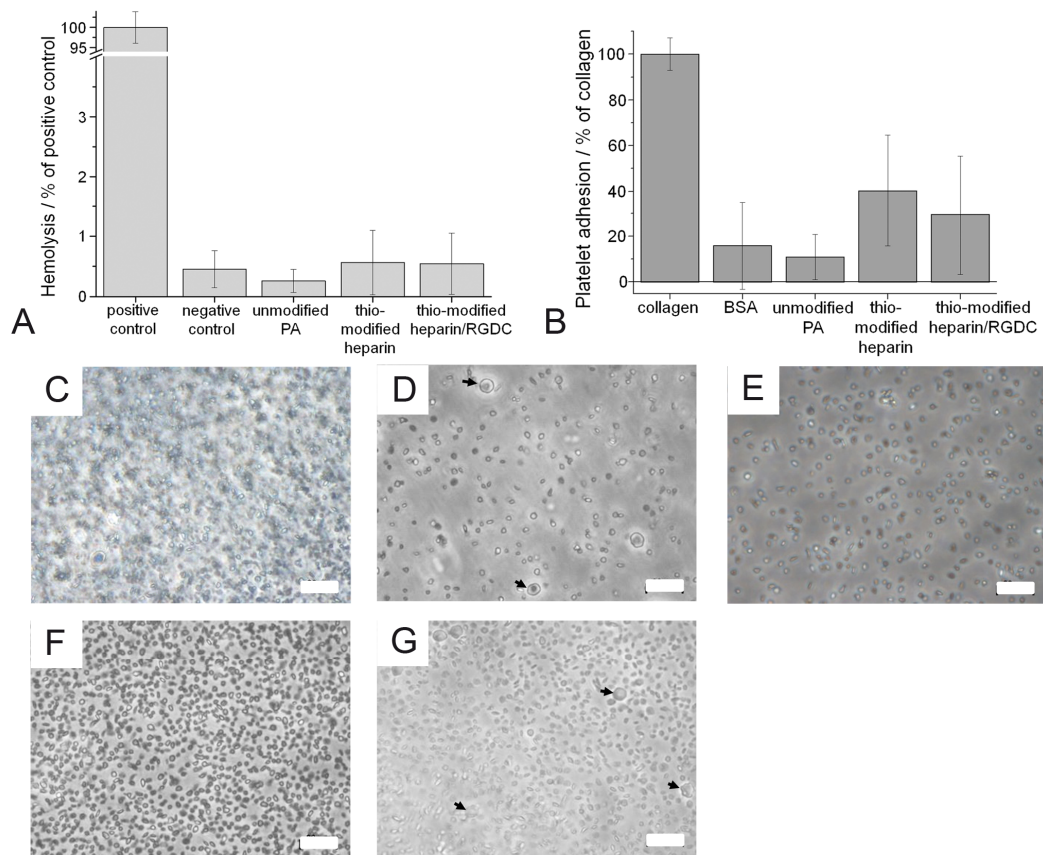 Hemolysis / % of positive control
100
95
3
2
1
0
positive control
negative control
unmodified PA
thio-modified heparin
thio-modified heparin/RGDC
A
Platelet adhesion / % of collagen
100
80
60
40
20
0
collagen
BSA
unmodified PA
thio-modified heparin
thio-modified heparin/RGDC
B
C
D
E
F
G